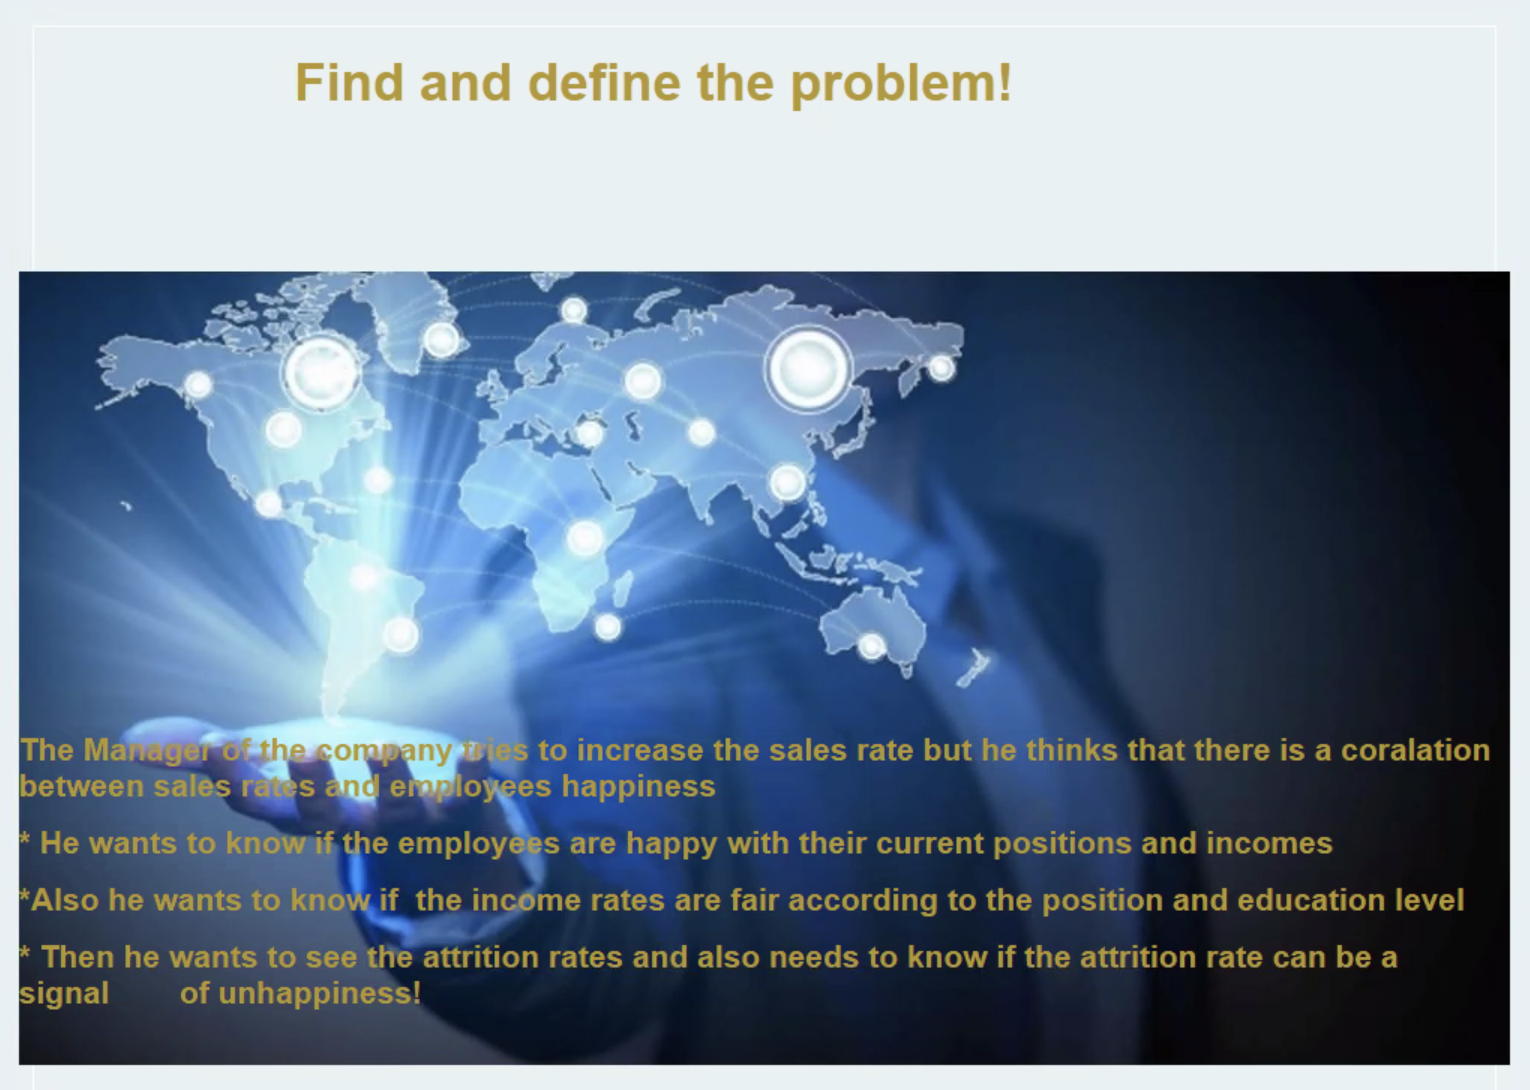 Find and define the problem!
The Manager of the company tries to increase the sales rate but he thinks that there is a coralation
between sales rates and employees happiness
* He wants to know if the employees are happy with their current positions and incomes
*Also he wants to know if  the income rates are fair according to the position and education level
* Then he wants to see the attrition rates and also needs to know if the attrition rate can be a
signal        of unhappiness!